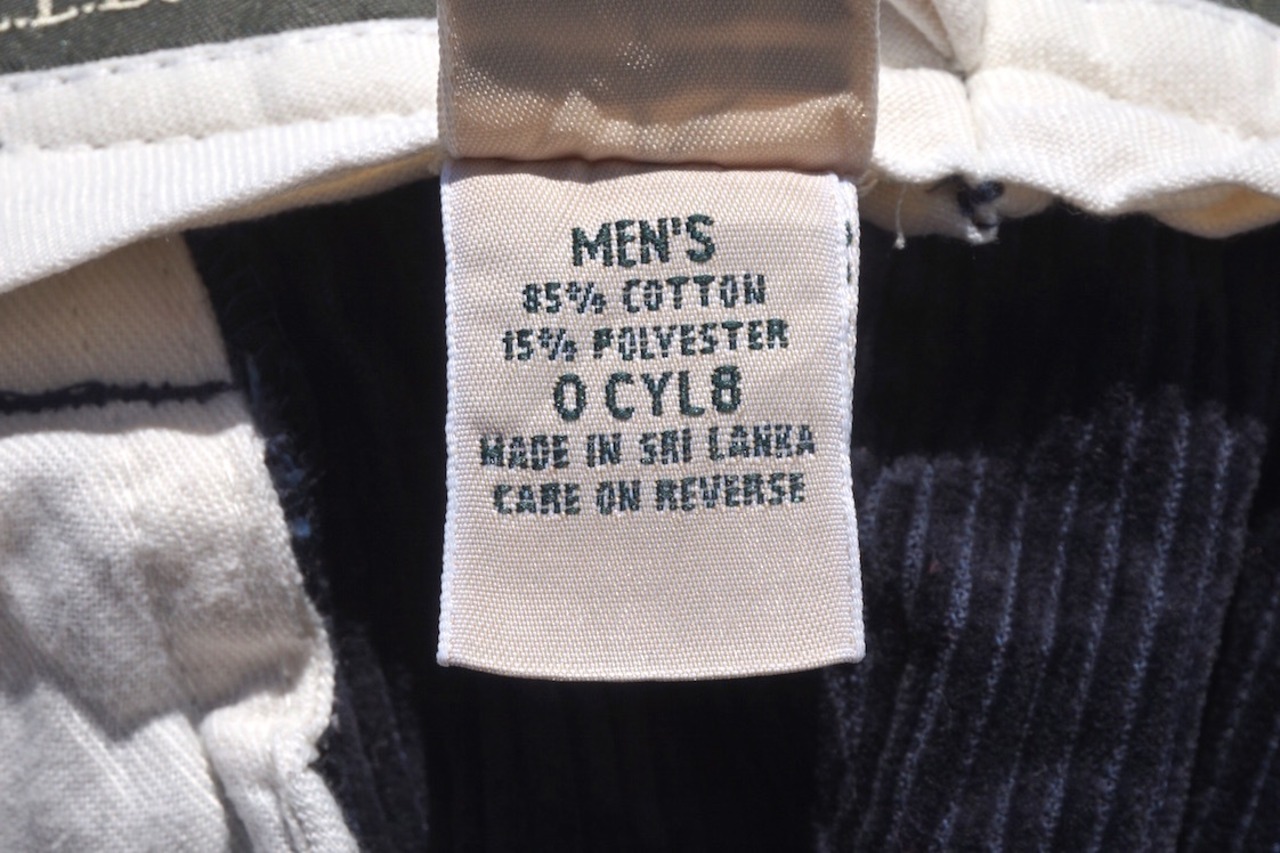 MEN'S
85% COTTON
15% POLYESTER
0 CYL8
MADE IN SRI LANKA
CARE ON REVERSE